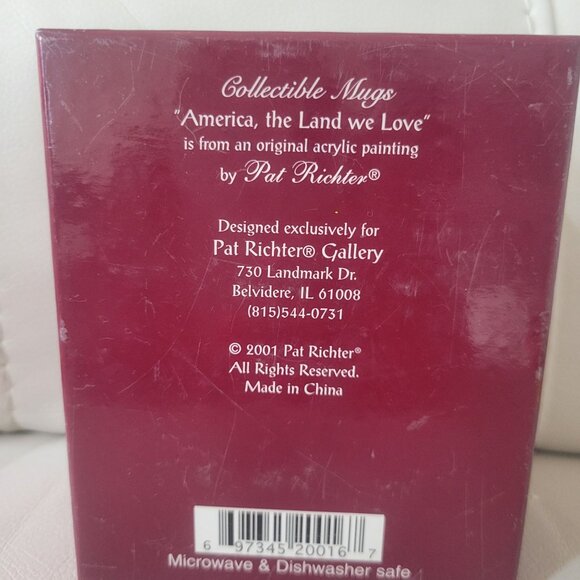 Collectible Mugs
"America, the Land we Love"
is from an original acrylic painting
by Pat Richter®
Designed exclusively for
Pat Richter® Gallery
730 Landmark Dr.
Belvidere, IL 61008
(815)544-0731
© 2001 Pat Richter®
All Rights Reserved.
Made in China
6 97345 20016 7
Microwave & Dishwasher safe